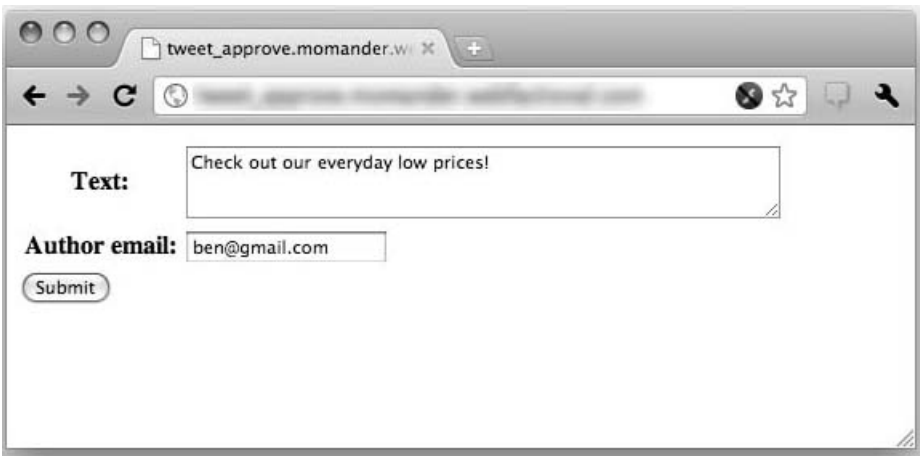 tweet_approve.momander.w
Text:
Check out our everyday low prices!
Author email:
ben@gmail.com
Submit